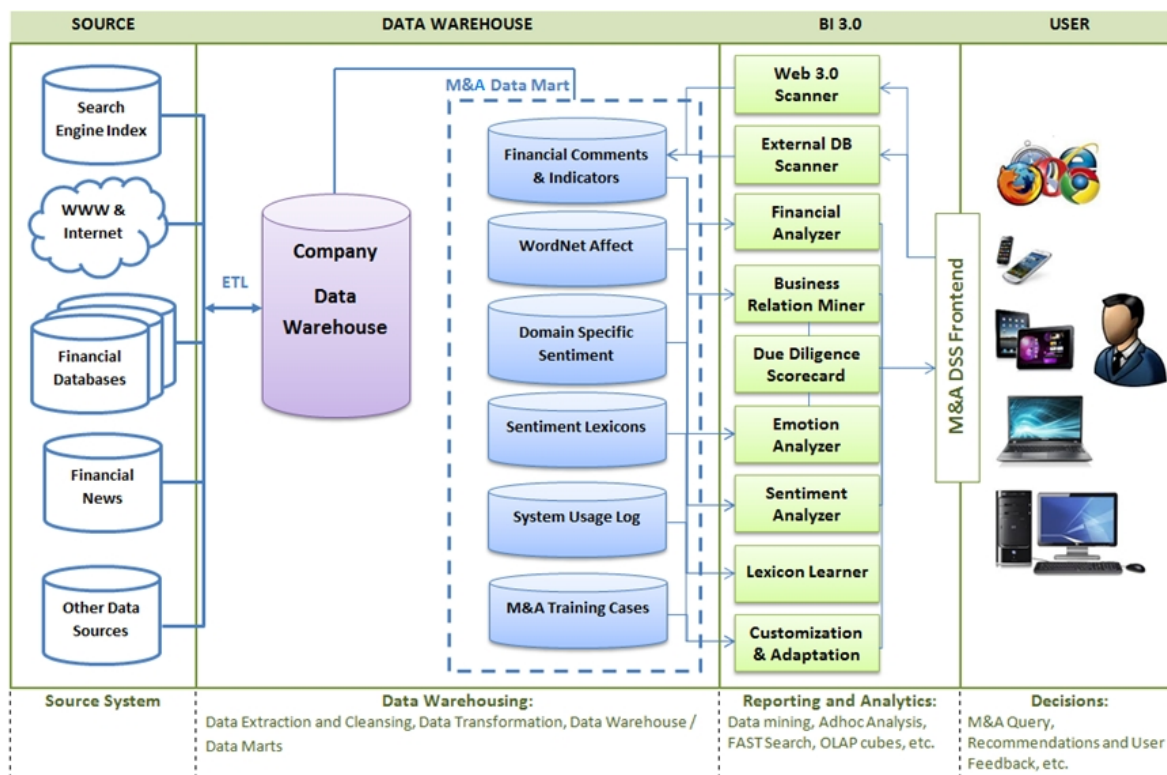 SOURCE
DATA WAREHOUSE
BI 3.0
USER
Search
Engine Index
WWW &
Internet
Financial
Databases
Financial
News
Other Data
Sources
ETL
Company
Data
Warehouse
M&A Data Mart
Financial Comments
& Indicators
WordNet Affect
Domain Specific
Sentiment
Sentiment Lexicons
System Usage Log
M&A Training Cases
Web 3.0
Scanner
External DB
Scanner
Financial
Analyzer
Business
Relation Miner
Due Diligence
Scorecard
Emotion
Analyzer
Sentiment
Analyzer
Lexicon Learner
Customization
& Adaptation
M&A DSS Frontend
Source System
Data Warehousing:
Data Extraction and Cleansing, Data Transformation, Data Warehouse /
Data Marts
Reporting and Analytics:
Data mining, Adhoc Analysis,
FAST Search, OLAP cubes, etc.
Decisions:
M&A Query,
Recommendations and User
Feedback, etc.